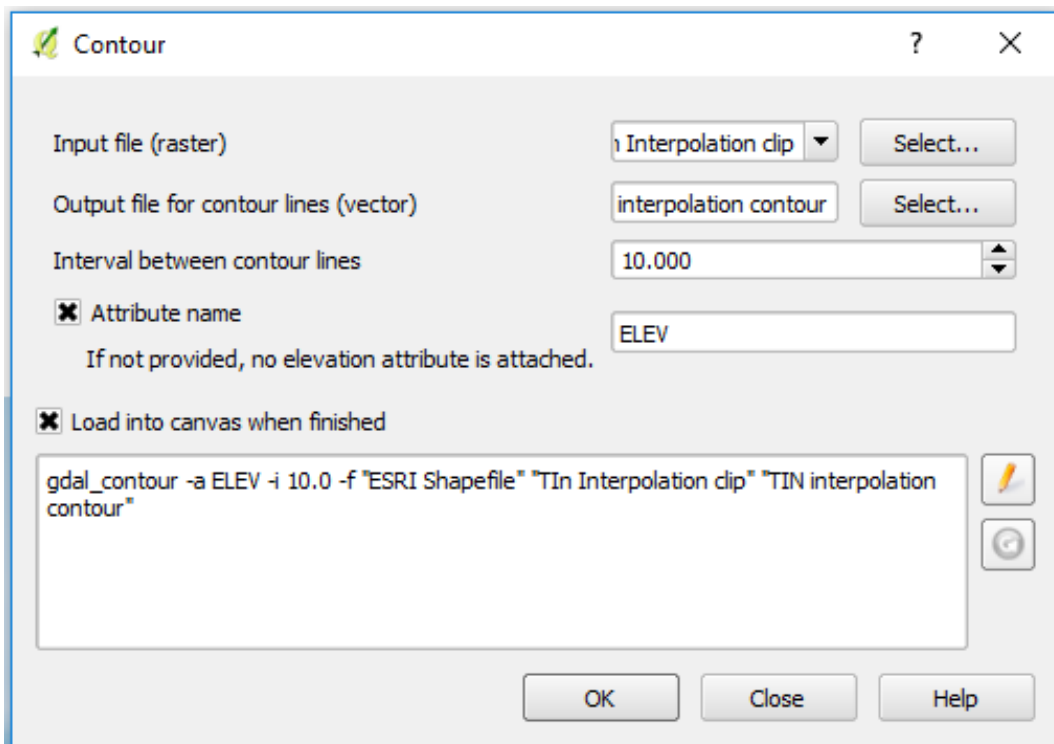 Contour
?
Input file (raster)
Interpolation clip
Select...
Output file for contour lines (vector)
interpolation contour
Select...
Interval between contour lines
10.000
Attribute name
ELEV
If not provided, no elevation attribute is attached.
Load into canvas when finished
gdal_contour -a ELEV -i 10.0 -f "ESRI Shapefile" "TIn Interpolation clip" "TIN interpolation
contour"
OK
Close
Help